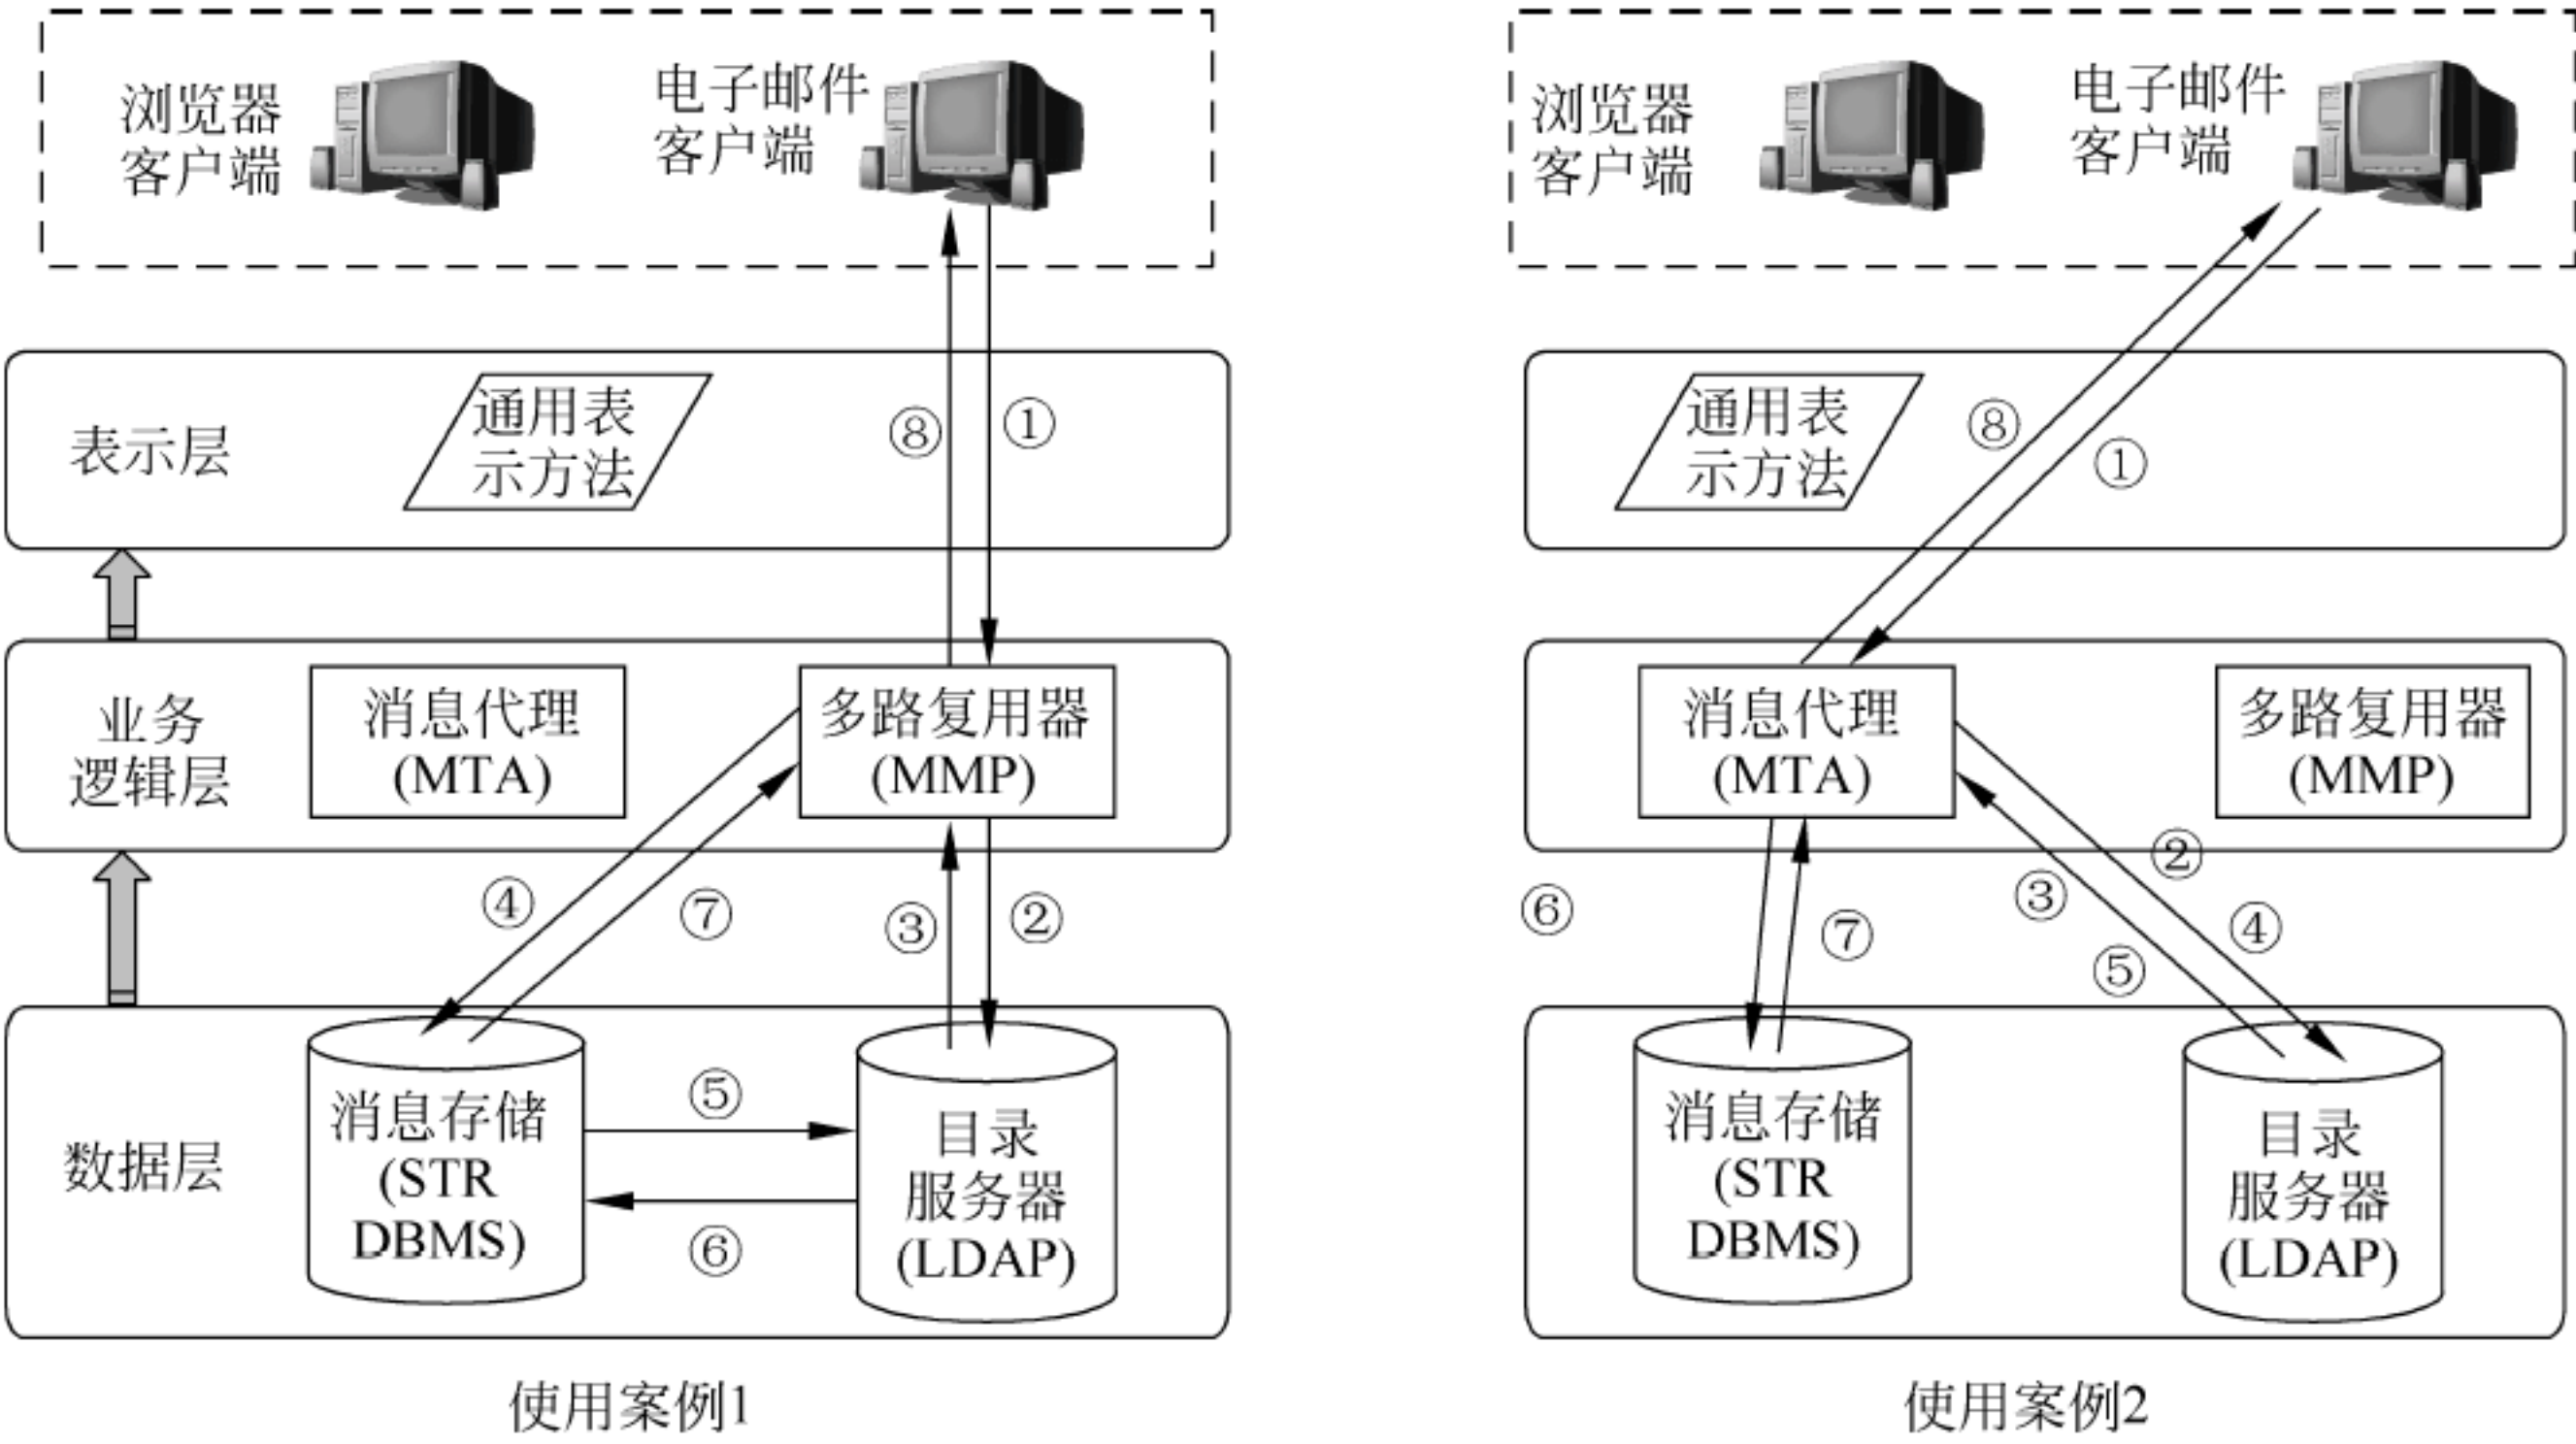 浏览器
客户端
电子邮件
客户端
表示层
通用表
示方法
⑧
①
业务
逻辑层
消息代理
(MTA)
多路复用器
(MMP)
④
⑦
③
②
数据层
消息存储
(STR
DBMS)
⑤
⑥
目录
服务器
(LDAP)
使用案例1
浏览器
客户端
电子邮件
客户端
通用表
示方法
⑧
①
消息代理
(MTA)
多路复用器
(MMP)
⑥
⑦
②
③
④
⑤
消息存储
(STR
DBMS)
目录
服务器
(LDAP)
使用案例2